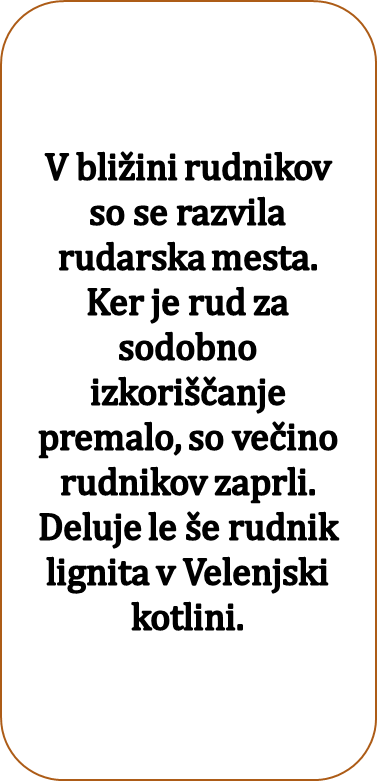 V bližini rudnikov
so se razvila
rudarska mesta.
Ker je rud za
sodobno
izkoriščanje
premalo, so večino
rudnikov zaprli.
Deluje le še rudnik
lignita v Velenjski
kotlini.